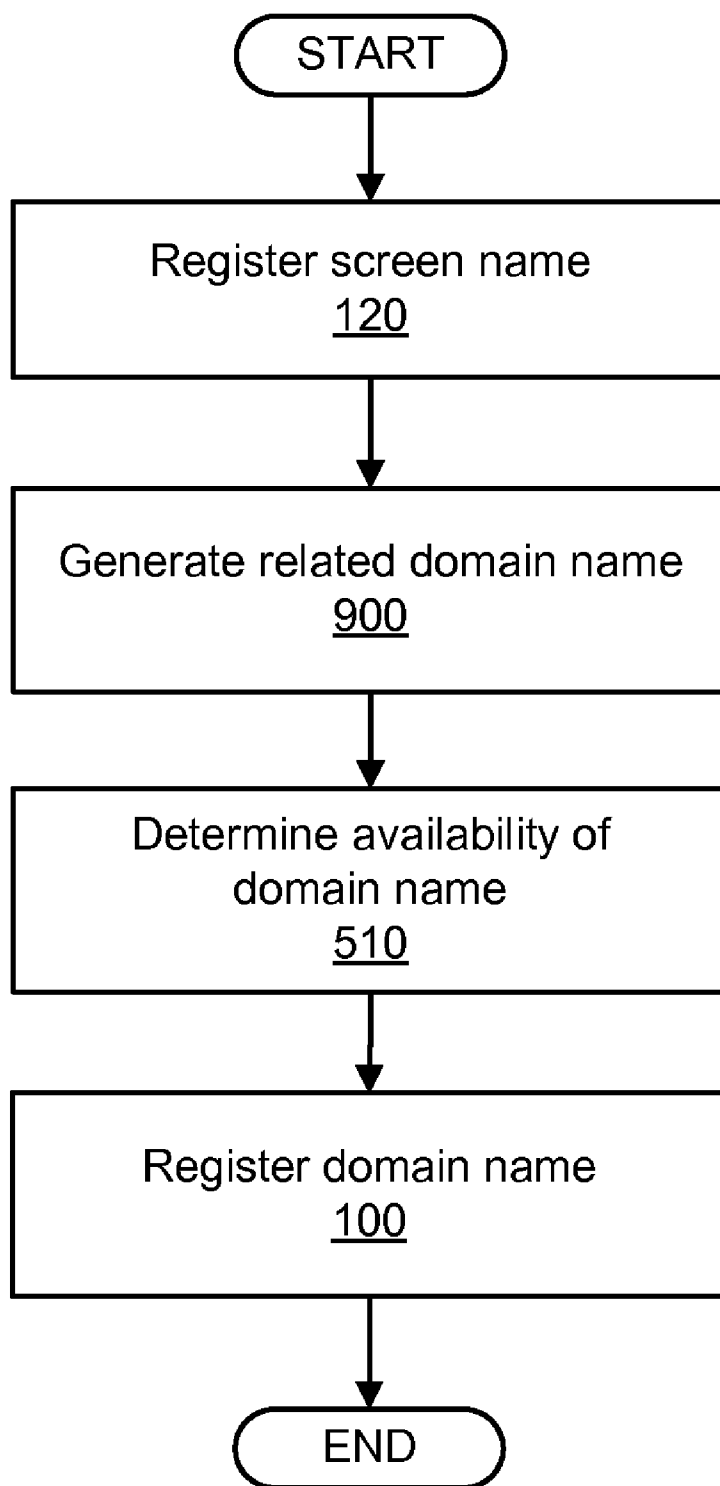 START
Register screen name
120
Generate related domain name
900
Determine availability of
domain name
510
Register domain name
100
END